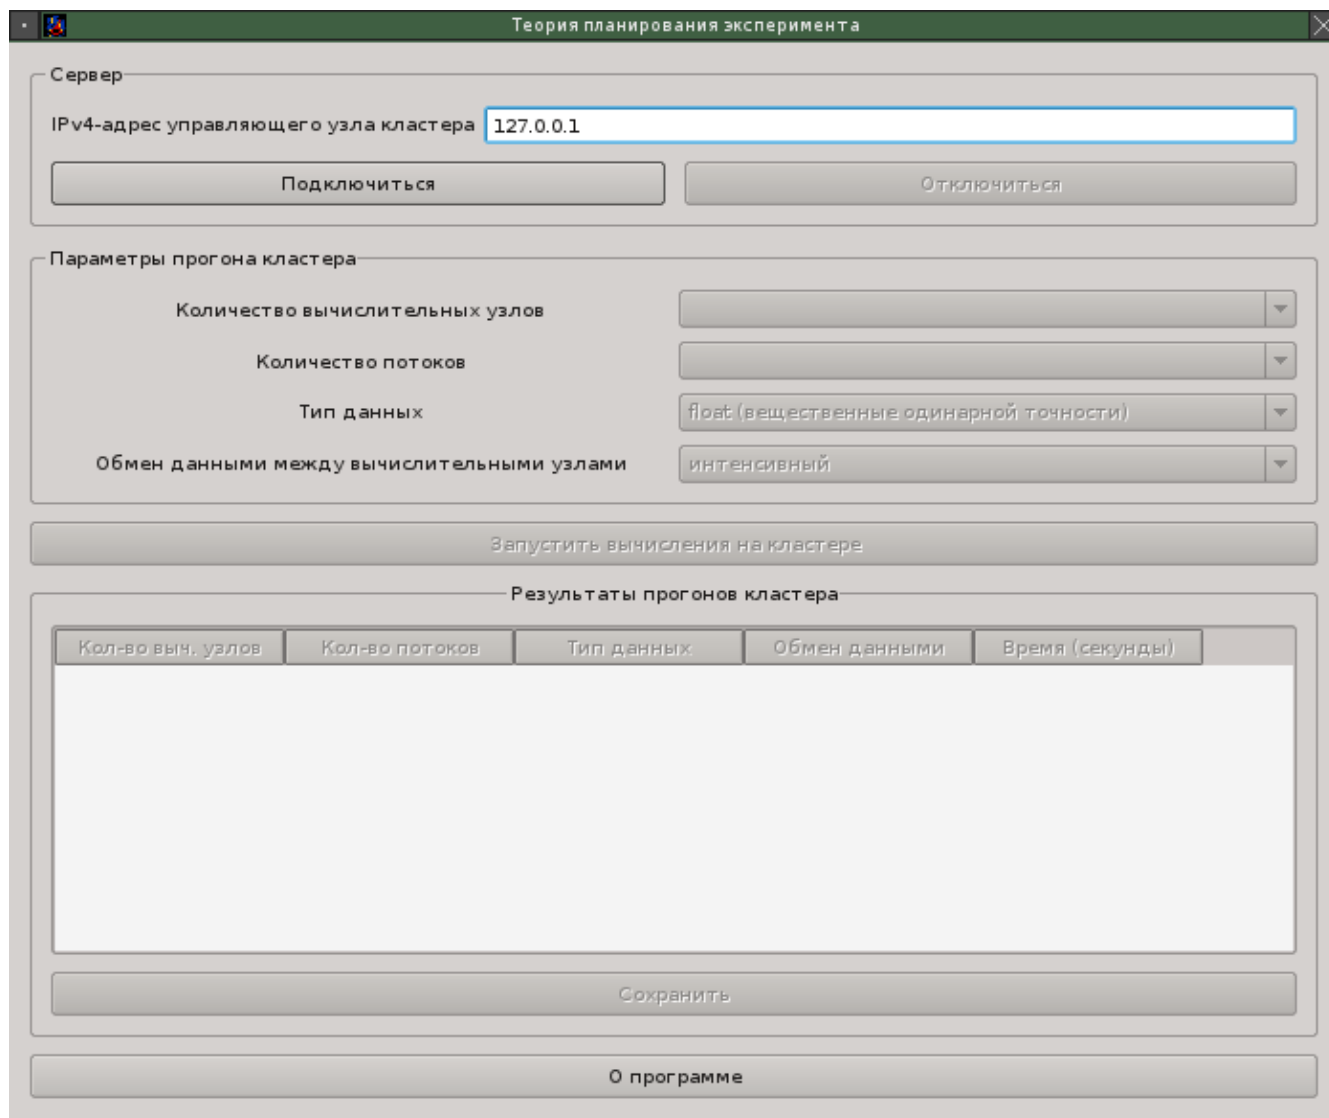 Теория планирования эксперимента
Сервер
IPv4-адрес управляющего узла кластера 127.0.0.1
Подключиться Отключиться
Параметры прогона кластера
Количество вычислительных узлов
Количество потоков
Тип данных float (вещественные одинарной точности)
Обмен данными между вычислительными узлами интенсивный
Запустить вычисления на кластере
Результаты прогонов кластера
Кол-во выч. узлов Кол-во потоков Тип данных Обмен данными Время (секунды)
Сохранить
О программе